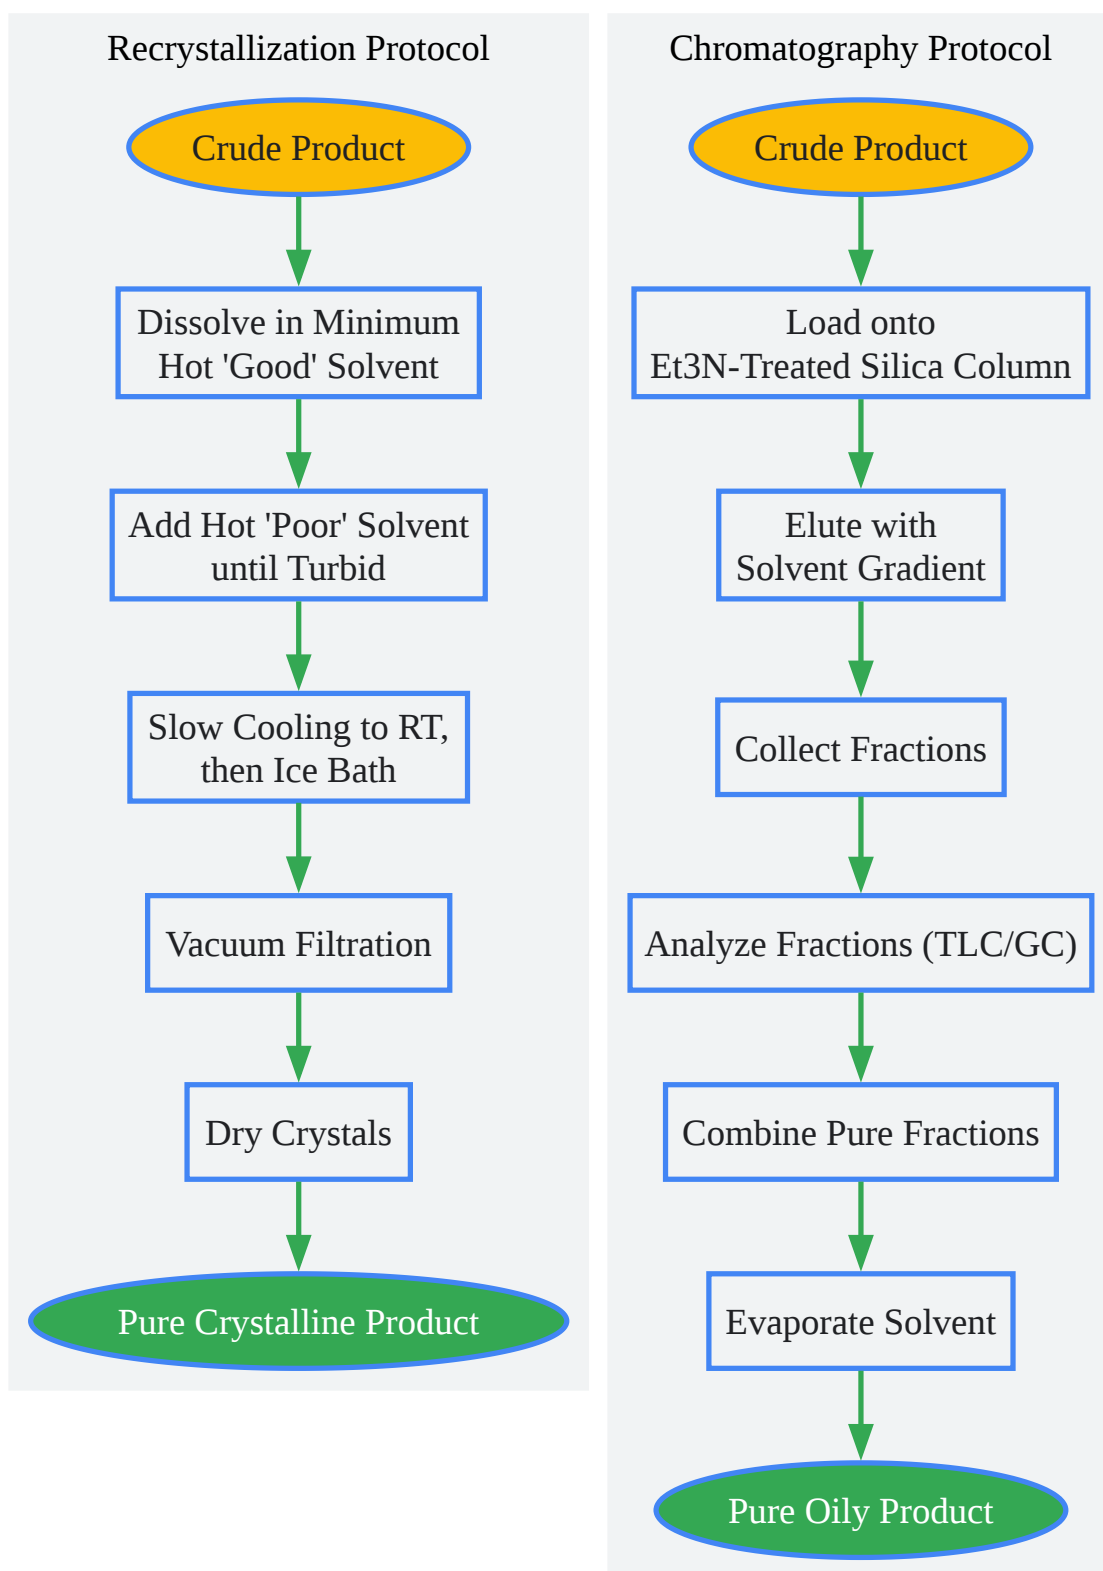 Recrystallization Protocol
Crude Product
Dissolve in Minimum
Hot 'Good' Solvent
Add Hot 'Poor' Solvent
until Turbid
Slow Cooling to RT,
then Ice Bath
Vacuum Filtration
Dry Crystals
Pure Crystalline Product
Chromatography Protocol
Crude Product
Load onto
Et3N-Treated Silica Column
Elute with
Solvent Gradient
Collect Fractions
Analyze Fractions (TLC/GC)
Combine Pure Fractions
Evaporate Solvent
Pure Oily Product